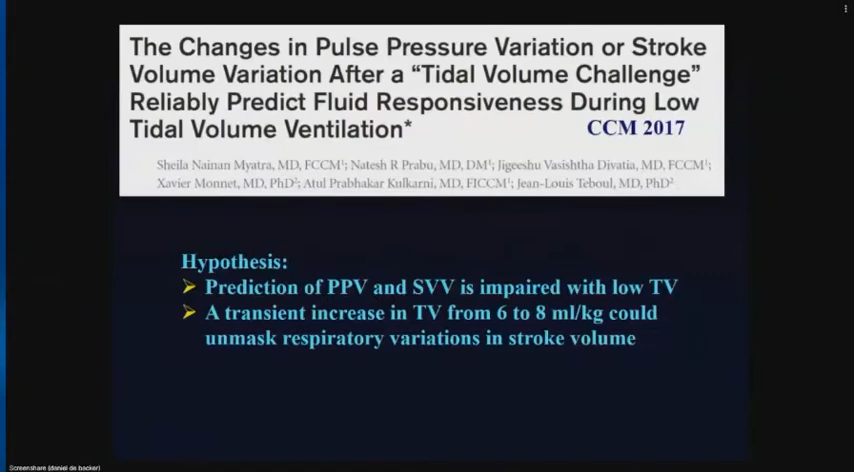 The Changes in Pulse Pressure Variation or Stroke
Volume Variation After a “Tidal Volume Challenge”
Reliably Predict Fluid Responsiveness During Low
Tidal Volume Ventilation* CCM 2017
Sheila Nainan Myatra, MD, FCCM¹; Natesh R Prabu, MD, DM¹; Jigeeshu Vasishtha Divatia, MD, FCCM¹;
Xavier Monnet, MD, PhD²; Atul Prabhakar Kulkarni, MD, FICCM¹; Jean-Louis Teboul, MD, PhD²
Hypothesis:
➤ Prediction of PPV and SVV is impaired with low TV
➤ A transient increase in TV from 6 to 8 ml/kg could
unmask respiratory variations in stroke volume
Screenshare (daniel de backer)